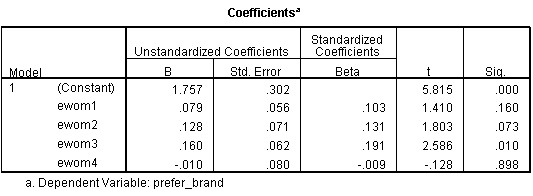 Coefficientsa
Model Unstandardized Coefficients Standardized Coefficients t Sig.
B Std. Error Beta
1 (Constant) 1.757 .302 5.815 .000
ewom1 .079 .056 .103 1.410 .160
ewom2 .128 .071 .131 1.803 .073
ewom3 .160 .062 .191 2.586 .010
ewom4 -.010 .080 -.009 -.128 .898
a. Dependent Variable: prefer_brand